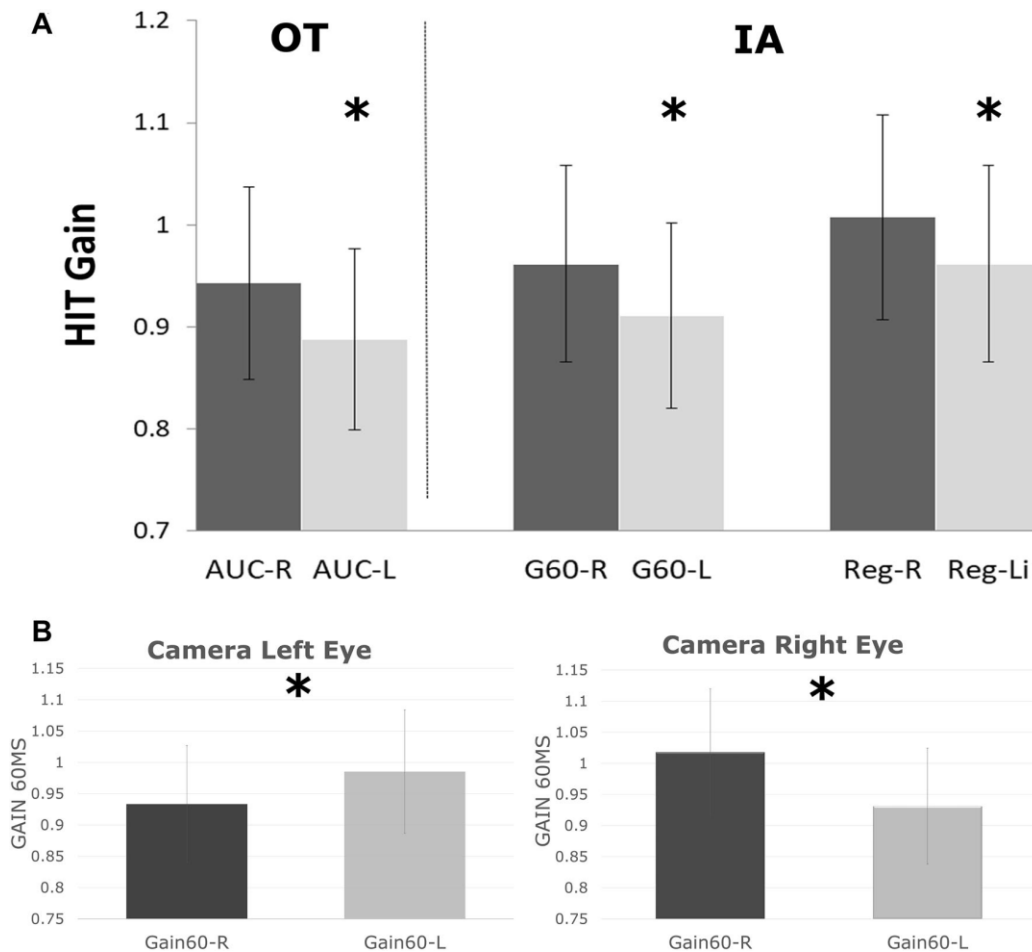 A
OT
IA
1.2
1.1
1
0.9
0.8
0.7
HIT Gain
* * *
AUC-R AUC-L G60-R G60-L Reg-R Reg-Li
B
Camera Left Eye
*
1.15
1.1
1.05
1
0.95
0.9
0.85
0.8
0.75
GAIN 60MS
Gain60-R Gain60-L
Camera Right Eye
*
1.15
1.1
1.05
1
0.95
0.9
0.85
0.8
0.75
GAIN 60MS
Gain60-R Gain60-L